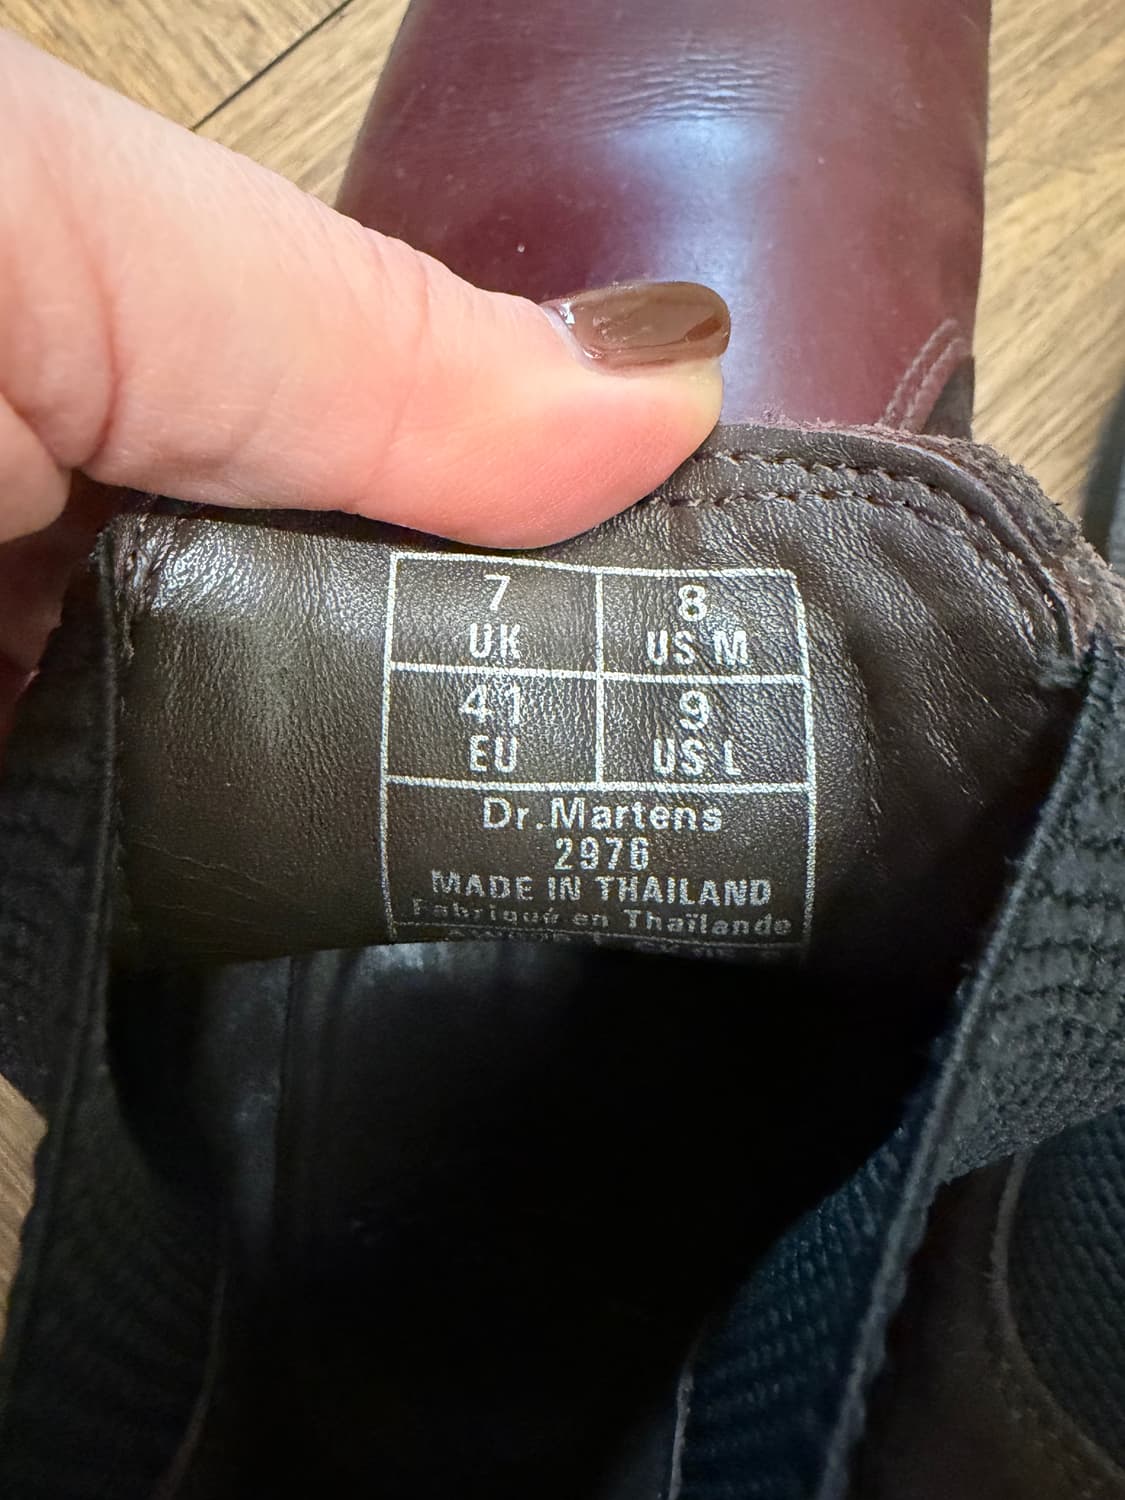 7
UK
8
US M
41
EU
9
US L
Dr.Martens
2976
MADE IN THAILAND
Fabriqué en Thaïlande